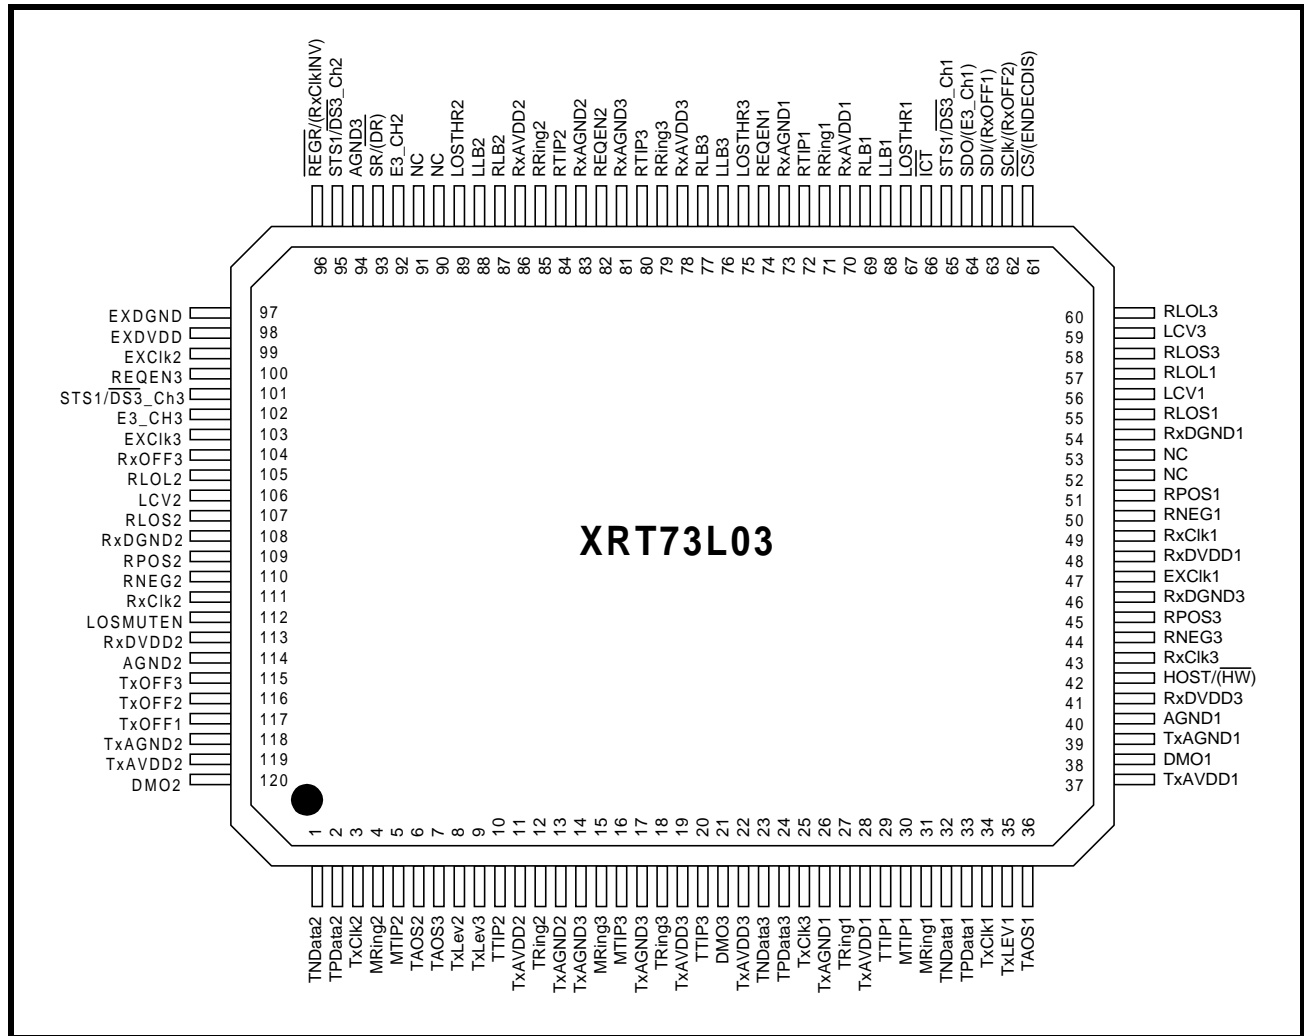 REGR/(RxClkINV)
STS1/DS3_Ch2
AGND3
SR/(DR)
E3_CH2
NC
NC
LOSTHR2
LLB2
RLB2
RxAVDD2
RRing2
RTIP2
RxAGND2
REQEN2
RxAGND3
RTIP3
RRing3
RxAVDD3
RLB3
LLB3
LOSTHR3
REQEN1
RxAGND1
RTIP1
RRing1
RxAVDD1
RLB1
LLB1
LOSTHR1
ICT
STS1/DS3_Ch1
SDO/(E3_Ch1)
SDI/(RxOFF1)
SClk/(RxOFF2)
CS/(ENDECDIS)
96
95
94
93
92
91
90
89
88
87
86
85
84
83
82
81
80
79
78
77
76
75
74
73
72
71
70
69
68
67
66
65
64
63
62
61
EXDGND 97
EXDVDD 98
EXClk2 99
REQEN3 100
STS1/DS3_Ch3 101
E3_CH3 102
EXClk3 103
RxOFF3 104
RLOL2 105
LCV2 106
RLOS2 107
RxDGND2 108
RPOS2 109
RNEG2 110
RxClk2 111
LOSMUTEN 112
RxDVDD2 113
AGND2 114
TxOFF3 115
TxOFF2 116
TxOFF1 117
TxAGND2 118
TxAVDD2 119
DMO2 120
XRT73L03
60 RLOL3
59 LCV3
58 RLOS3
57 RLOL1
56 LCV1
55 RLOS1
54 RxDGND1
53 NC
52 NC
51 RPOS1
50 RNEG1
49 RxClk1
48 RxDVDD1
47 EXClk1
46 RxDGND3
45 RPOS3
44 RNEG3
43 RxClk3
42 HOST/(HW)
41 RxDVDD3
40 AGND1
39 TxAGND1
38 DMO1
37 TxAVDD1
1
2
3
4
5
6
7
8
9
10
11
12
13
14
15
16
17
18
19
20
21
22
23
24
25
26
27
28
29
30
31
32
33
34
35
36
TNData2
TPData2
TxClk2
MRing2
MTIP2
TAOS2
TAOS3
TxLev2
TxLev3
TTIP2
TxAVDD2
TRing2
TxAGND2
TxAGND3
MRing3
MTIP3
TxAGND3
TRing3
TxAVDD3
TTIP3
DMO3
TxAVDD3
TNData3
TPData3
TxClk3
TxAGND1
TRing1
TxAVDD1
TTIP1
MTIP1
MRing1
TNData1
TPData1
TxClk1
TxLEV1
TAOS1